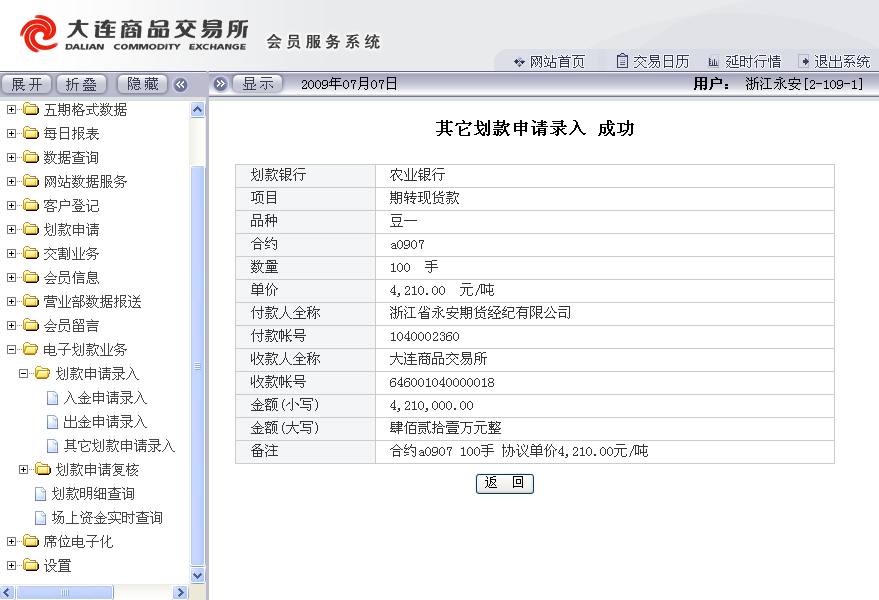 大连商品交易所
DALIAN COMMODITY EXCHANGE
会员服务系统
网站首页 交易日历 延时行情 退出系统
展开 折叠 隐藏 显示 2009年07月07日 用户： 浙江永安[2-109-1]
五期格式数据
每日报表
数据查询
网站数据服务
客户登记
划款申请
交割业务
会员信息
营业部数据报送
会员留言
电子划款业务
划款申请录入
入金申请录入
出金申请录入
其它划款申请录入
划款申请复核
划款明细查询
场上资金实时查询
席位电子化
设置
其它划款申请录入 成功
划款银行 农业银行
项目 期转现货款
品种 豆一
合约 a0907
数量 100 手
单价 4,210.00 元/吨
付款人全称 浙江省永安期货经纪有限公司
付款帐号 1040002360
收款人全称 大连商品交易所
收款帐号 646001040000018
金额(小写) 4,210,000.00
金额(大写) 肆佰贰拾壹万元整
备注 合约a0907 100手 协议单价4,210.00元/吨
返 回